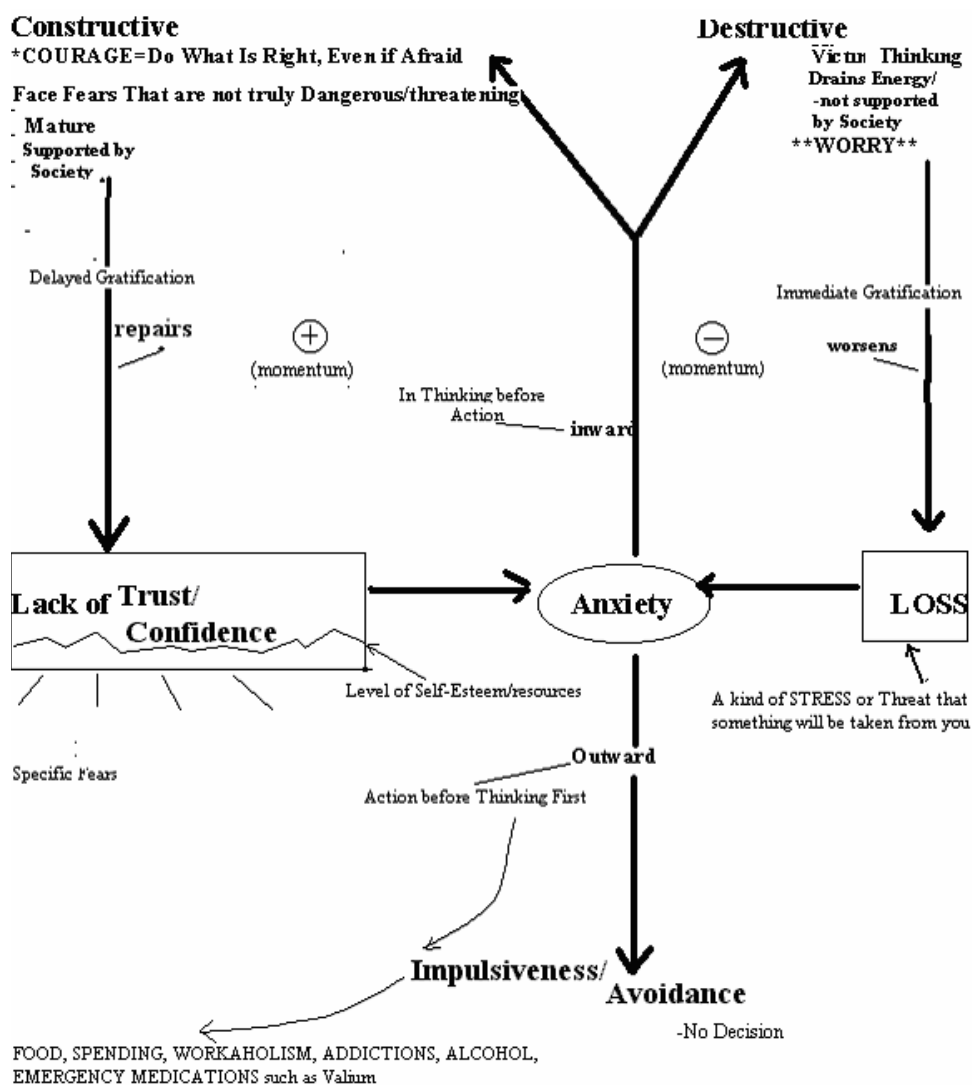 Constructive
*COURAGE=Do What Is Right, Even if Afraid
Face Fears That are not truly Dangerous/threatening
Mature
Supported by
Society
Destructive
Victim Thinking
Drains Energy/
-not supported
by Society
**WORRY**
Delayed Gratification
repairs
+
(momentum)
−
(momentum)
Immediate Gratification
worsens
In Thinking before
Action
inward
Lack of Trust/
Confidence
Anxiety
LOSS
Level of Self-Esteem/resources
A kind of STRESS or Threat that
something will be taken from you
Specific Fears
Outward
Action before Thinking First
Impulsiveness/
Avoidance
-No Decision
FOOD, SPENDING, WORKAHOLISM, ADDICTIONS, ALCOHOL,
EMERGENCY MEDICATIONS such as Valium